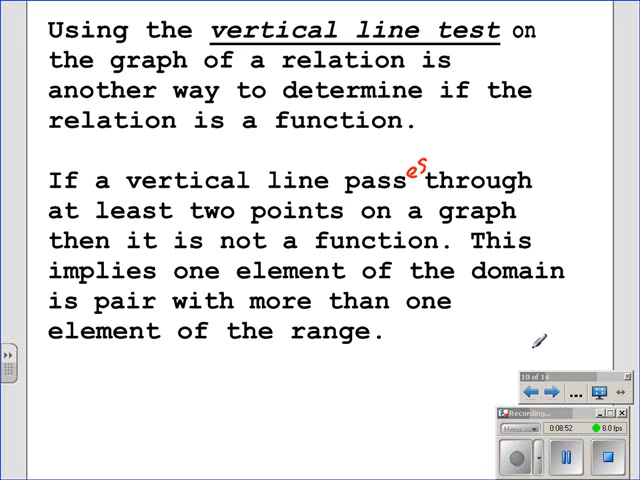 Using the vertical line test on
the graph of a relation is
another way to determine if the
relation is a function.
If a vertical line passes through
at least two points on a graph
then it is not a function. This
implies one element of the domain
is pair with more than one
element of the range.
10 of 14
...
Recording...
Menu
0:08:52
8.0 fps